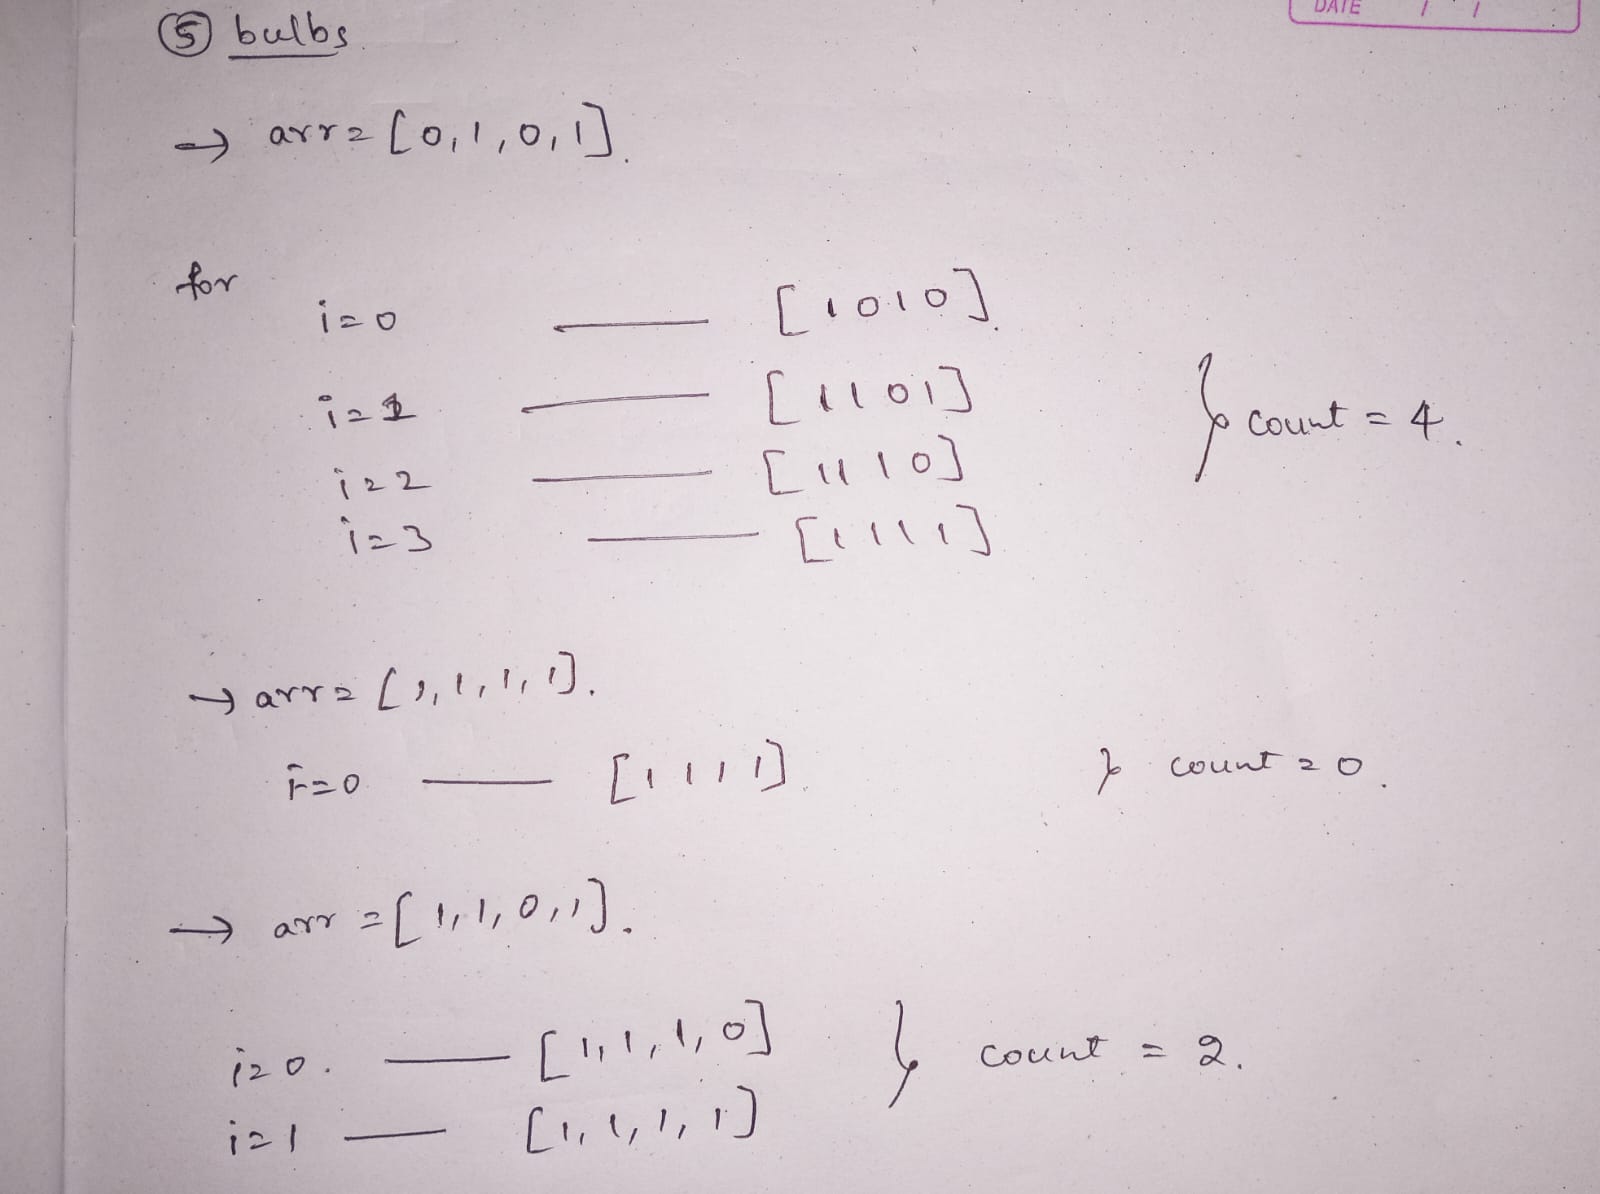 DATE / /
⑤ bulbs
→ arr = [0,1,0,1].
for
i=0 — [1010].
i=1 — [1101]
i=2 — [1110]
i=3 — [1111]
} count = 4.
→ arr = [1,1,1,1].
i=0 — [1111]. } count = 0.
→ arr = [1,1,0,1].
i=0. — [1,1,1,0]
i=1 — [1,1,1,1]
} count = 2.